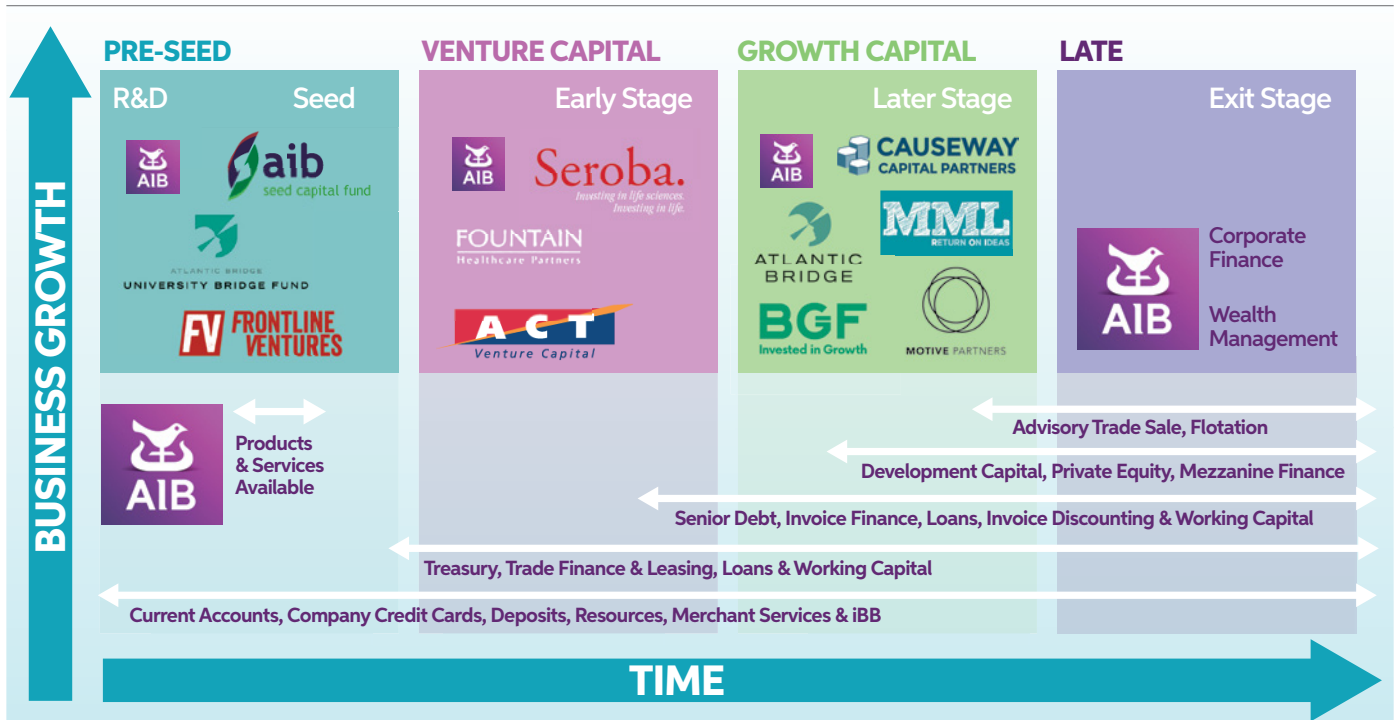 PRE-SEED
VENTURE CAPITAL
GROWTH CAPITAL
LATE
R&D
Seed
Early Stage
Later Stage
Exit Stage
AIB
aib
seed capital fund
ATLANTIC BRIDGE
UNIVERSITY BRIDGE FUND
FV FRONTLINE
VENTURES
AIB
Seroba.
Investing in life sciences.
Investing in life.
FOUNTAIN
Healthcare Partners
ACT
Venture Capital
AIB
CAUSEWAY
CAPITAL PARTNERS
ATLANTIC
BRIDGE
MML
RETURN ON IDEAS
BGF
Invested in Growth
MOTIVE PARTNERS
AIB
Corporate
Finance
Wealth
Management
BUSINESS GROWTH
AIB
Products
& Services
Available
Advisory Trade Sale, Flotation
Development Capital, Private Equity, Mezzanine Finance
Senior Debt, Invoice Finance, Loans, Invoice Discounting & Working Capital
Treasury, Trade Finance & Leasing, Loans & Working Capital
Current Accounts, Company Credit Cards, Deposits, Resources, Merchant Services & iBB
TIME